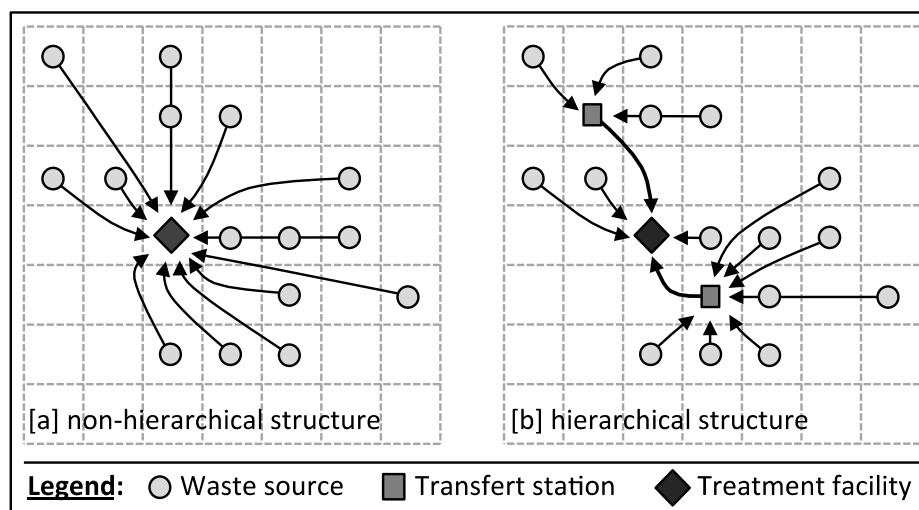 [a] non-hierarchical structure
[b] hierarchical structure
Legend: Waste source Transfert station Treatment facility